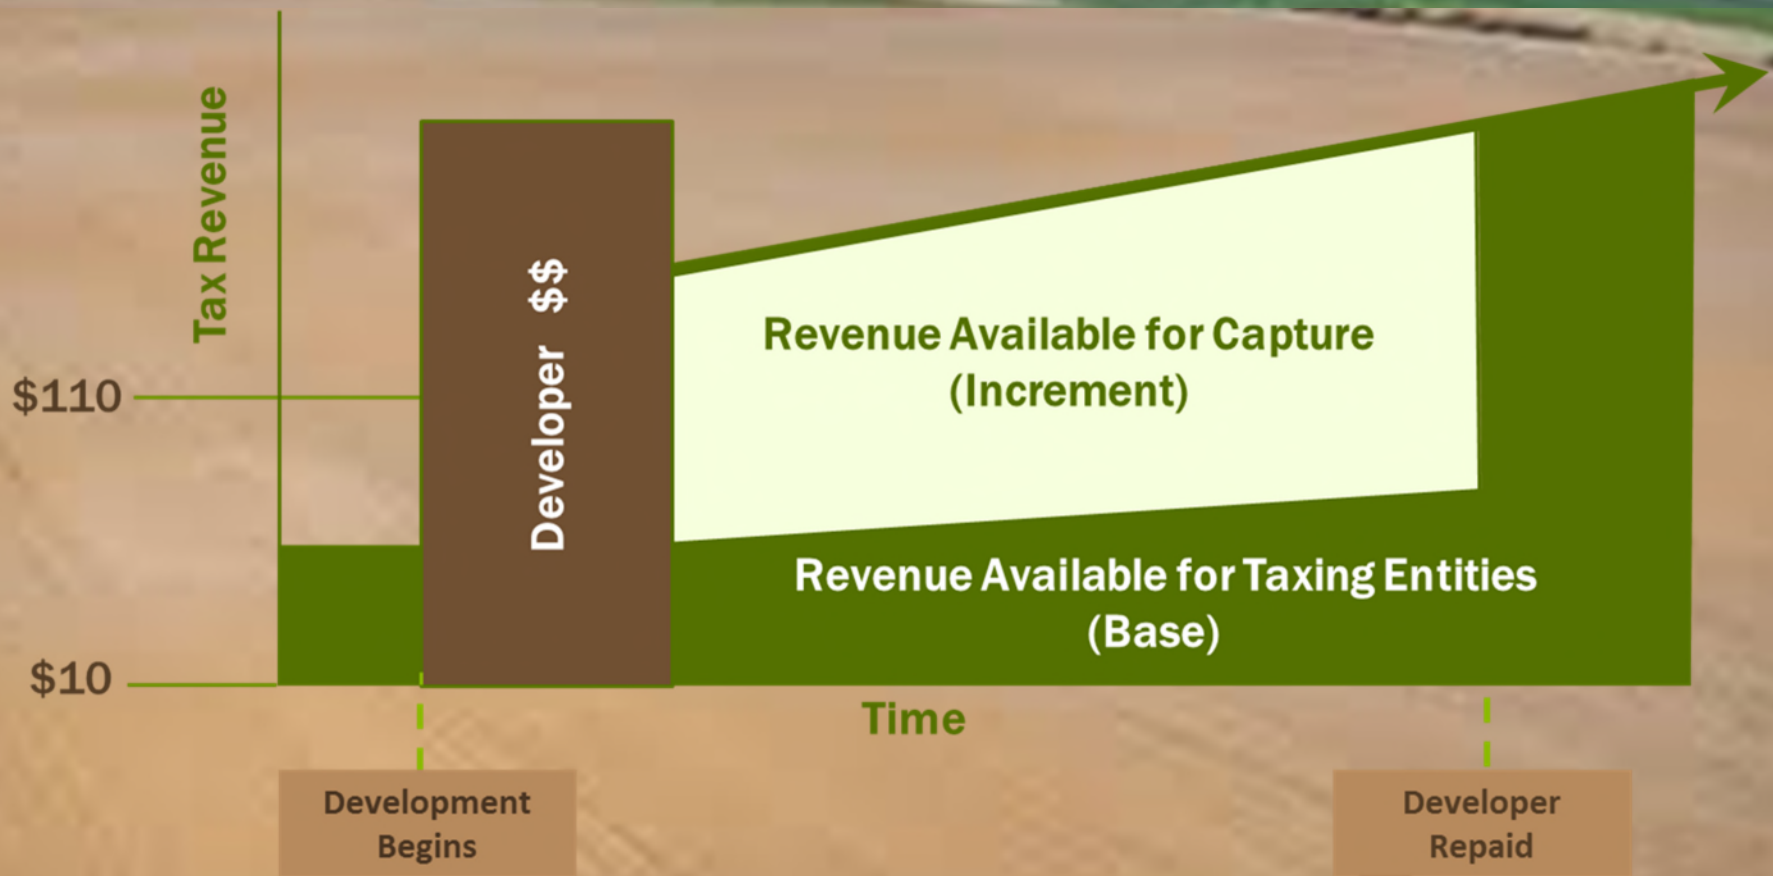 Tax Revenue
$110
$10
Developer $$
Revenue Available for Capture
(Increment)
Revenue Available for Taxing Entities
(Base)
Time
Development
Begins
Developer
Repaid